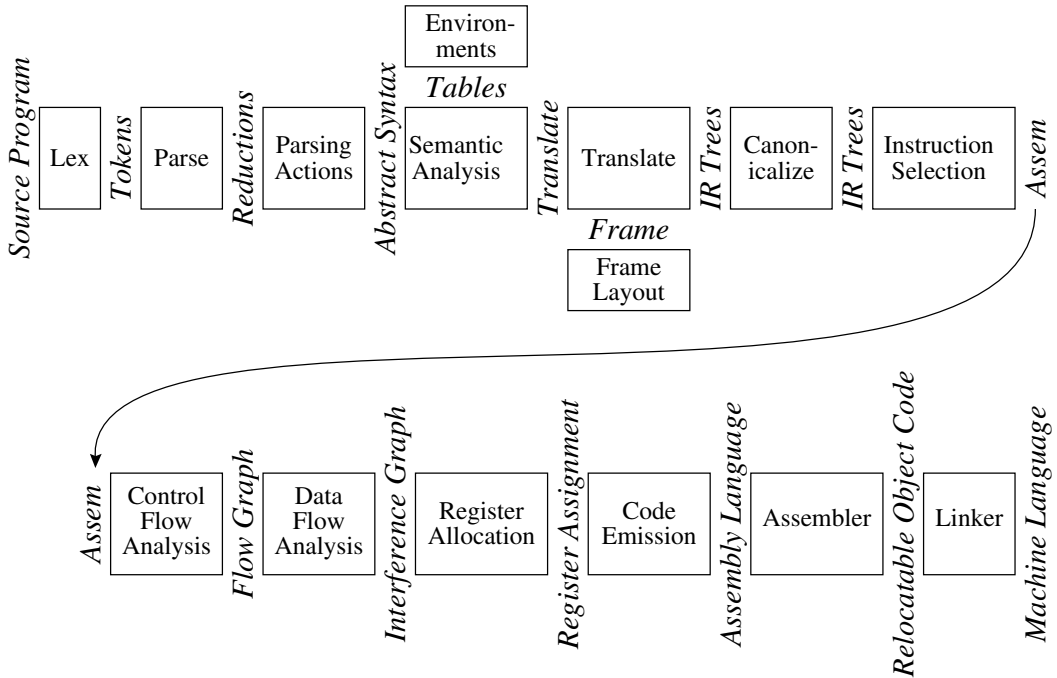 Environ-
ments
Tables
Source Program
Lex
Tokens
Parse
Reductions
Parsing
Actions
Abstract Syntax
Semantic
Analysis
Translate
Translate
IR Trees
Canon-
icalize
IR Trees
Instruction
Selection
Assem
Frame
Frame
Layout
Assem
Control
Flow
Analysis
Flow Graph
Data
Flow
Analysis
Interference Graph
Register
Allocation
Register Assignment
Code
Emission
Assembly Language
Assembler
Relocatable Object Code
Linker
Machine Language